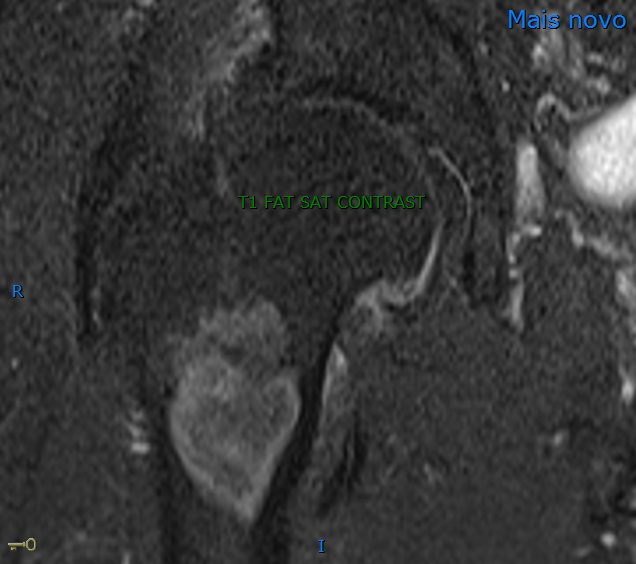 Mais novo
T1 FAT SAT CONTRAST
R
I